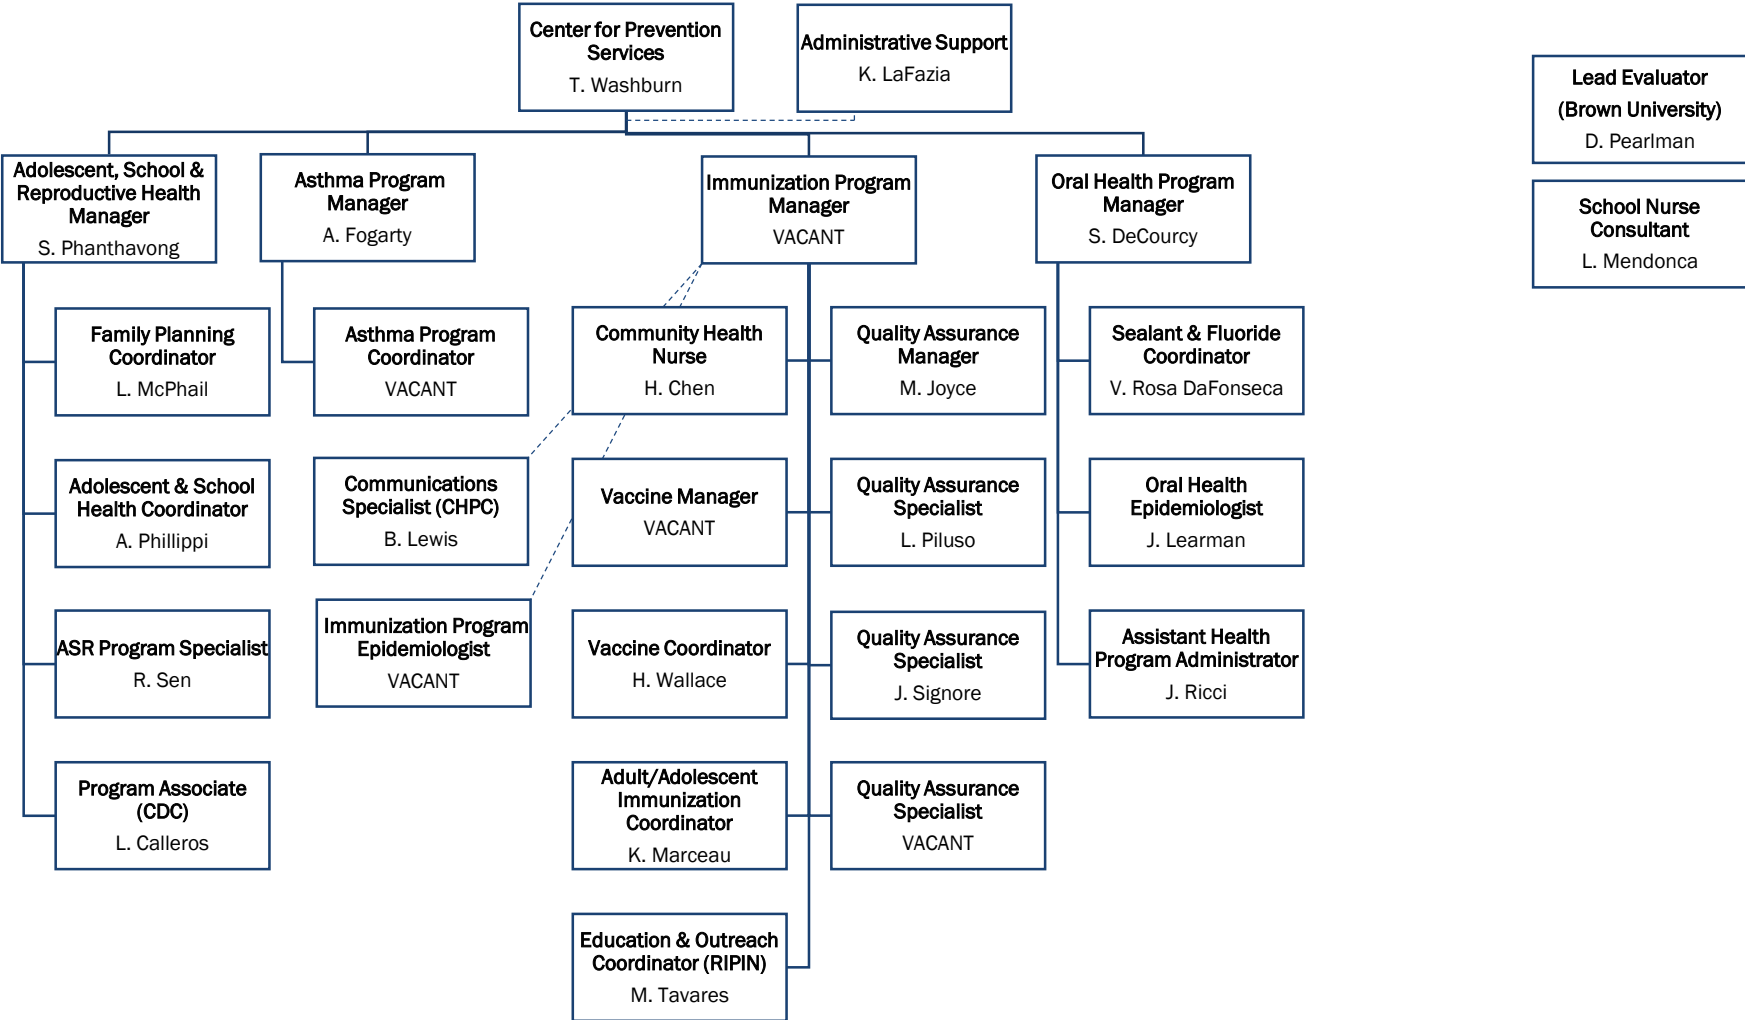 Center for Prevention
Services
T. Washburn
Administrative Support
K. LaFazia
Lead Evaluator
(Brown University)
D. Pearlman
School Nurse
Consultant
L. Mendonca
Adolescent, School &
Reproductive Health
Manager
S. Phanthavong
Asthma Program
Manager
A. Fogarty
Immunization Program
Manager
VACANT
Oral Health Program
Manager
S. DeCourcy
Family Planning
Coordinator
L. McPhail
Asthma Program
Coordinator
VACANT
Community Health
Nurse
H. Chen
Quality Assurance
Manager
M. Joyce
Sealant & Fluoride
Coordinator
V. Rosa DaFonseca
Adolescent & School
Health Coordinator
A. Phillippi
Communications
Specialist (CHPC)
B. Lewis
Vaccine Manager
VACANT
Quality Assurance
Specialist
L. Piluso
Oral Health
Epidemiologist
J. Learman
ASR Program Specialist
R. Sen
Immunization Program
Epidemiologist
VACANT
Vaccine Coordinator
H. Wallace
Quality Assurance
Specialist
J. Signore
Assistant Health
Program Administrator
J. Ricci
Program Associate
(CDC)
L. Calleros
Adult/Adolescent
Immunization
Coordinator
K. Marceau
Quality Assurance
Specialist
VACANT
Education & Outreach
Coordinator (RIPIN)
M. Tavares